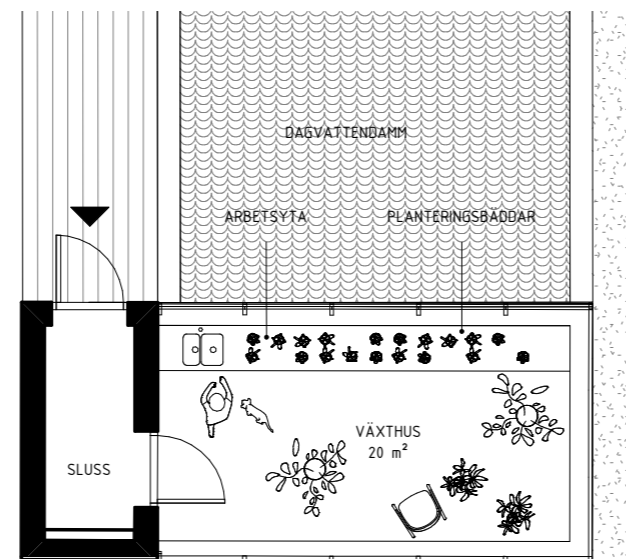 DAGVATTENDAMM
ARBETSYTA
PLANTERINGSBÄDDAR
VÄXTHUS
20 m²
SLUSS